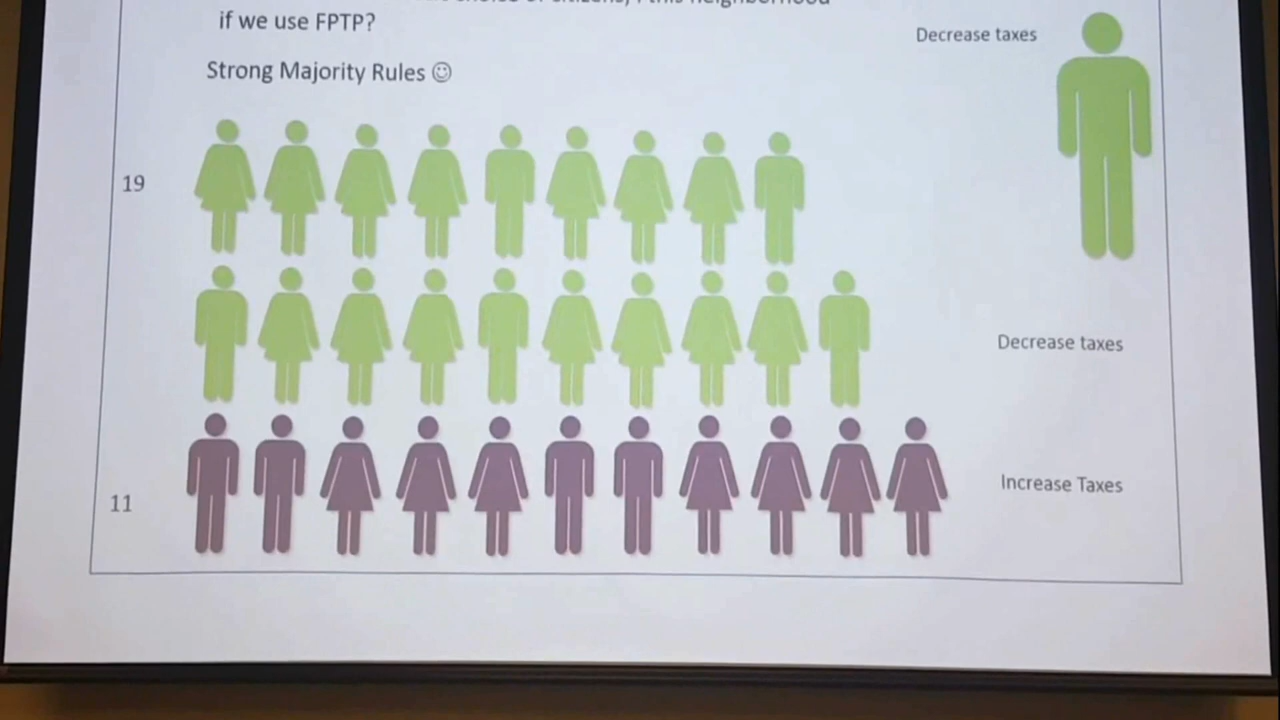 if we use FPTP?
Decrease taxes
Strong Majority Rules ☺
19
Decrease taxes
11
Increase Taxes